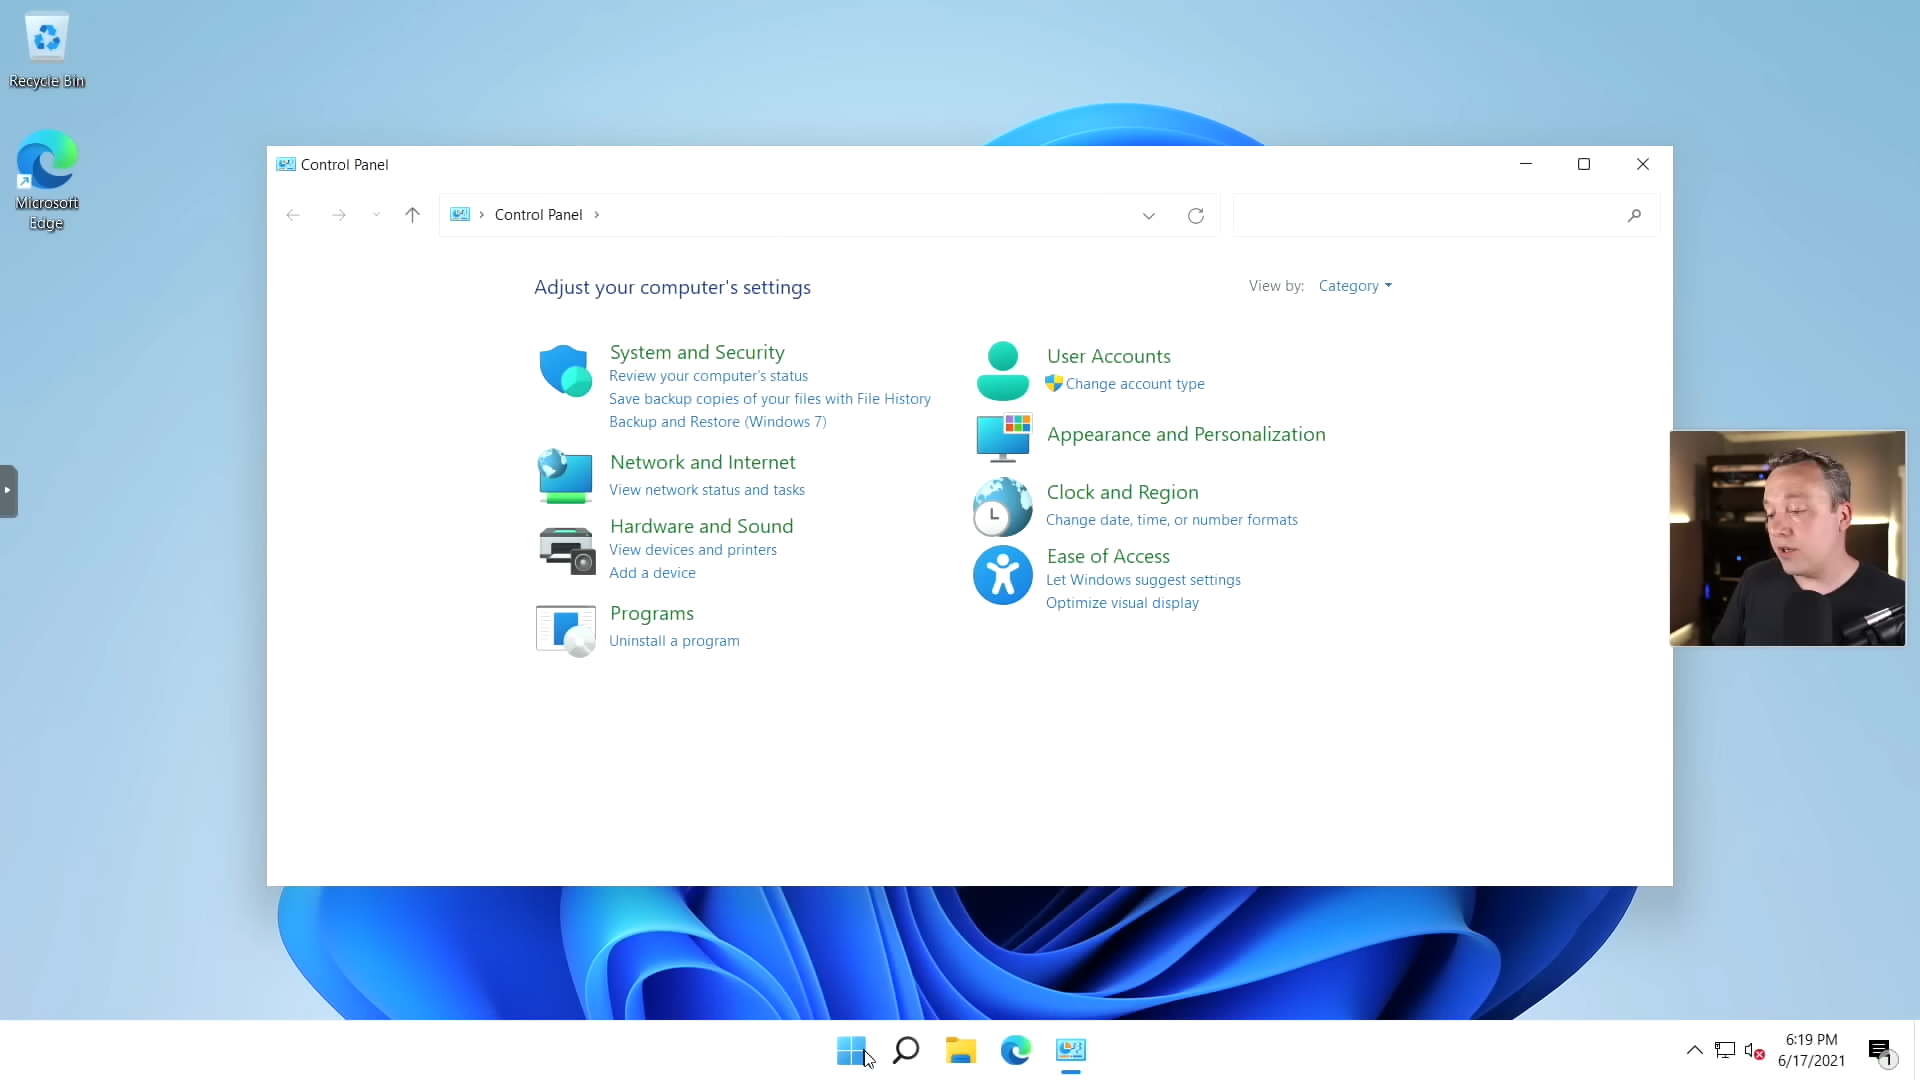 Recycle Bin
Microsoft
Edge
Control Panel
Control Panel
Adjust your computer's settings
View by: Category
System and Security
Review your computer's status
Save backup copies of your files with File History
Backup and Restore (Windows 7)
Network and Internet
View network status and tasks
Hardware and Sound
View devices and printers
Add a device
Programs
Uninstall a program
User Accounts
Change account type
Appearance and Personalization
Clock and Region
Change date, time, or number formats
Ease of Access
Let Windows suggest settings
Optimize visual display
6:19 PM
6/17/2021
1